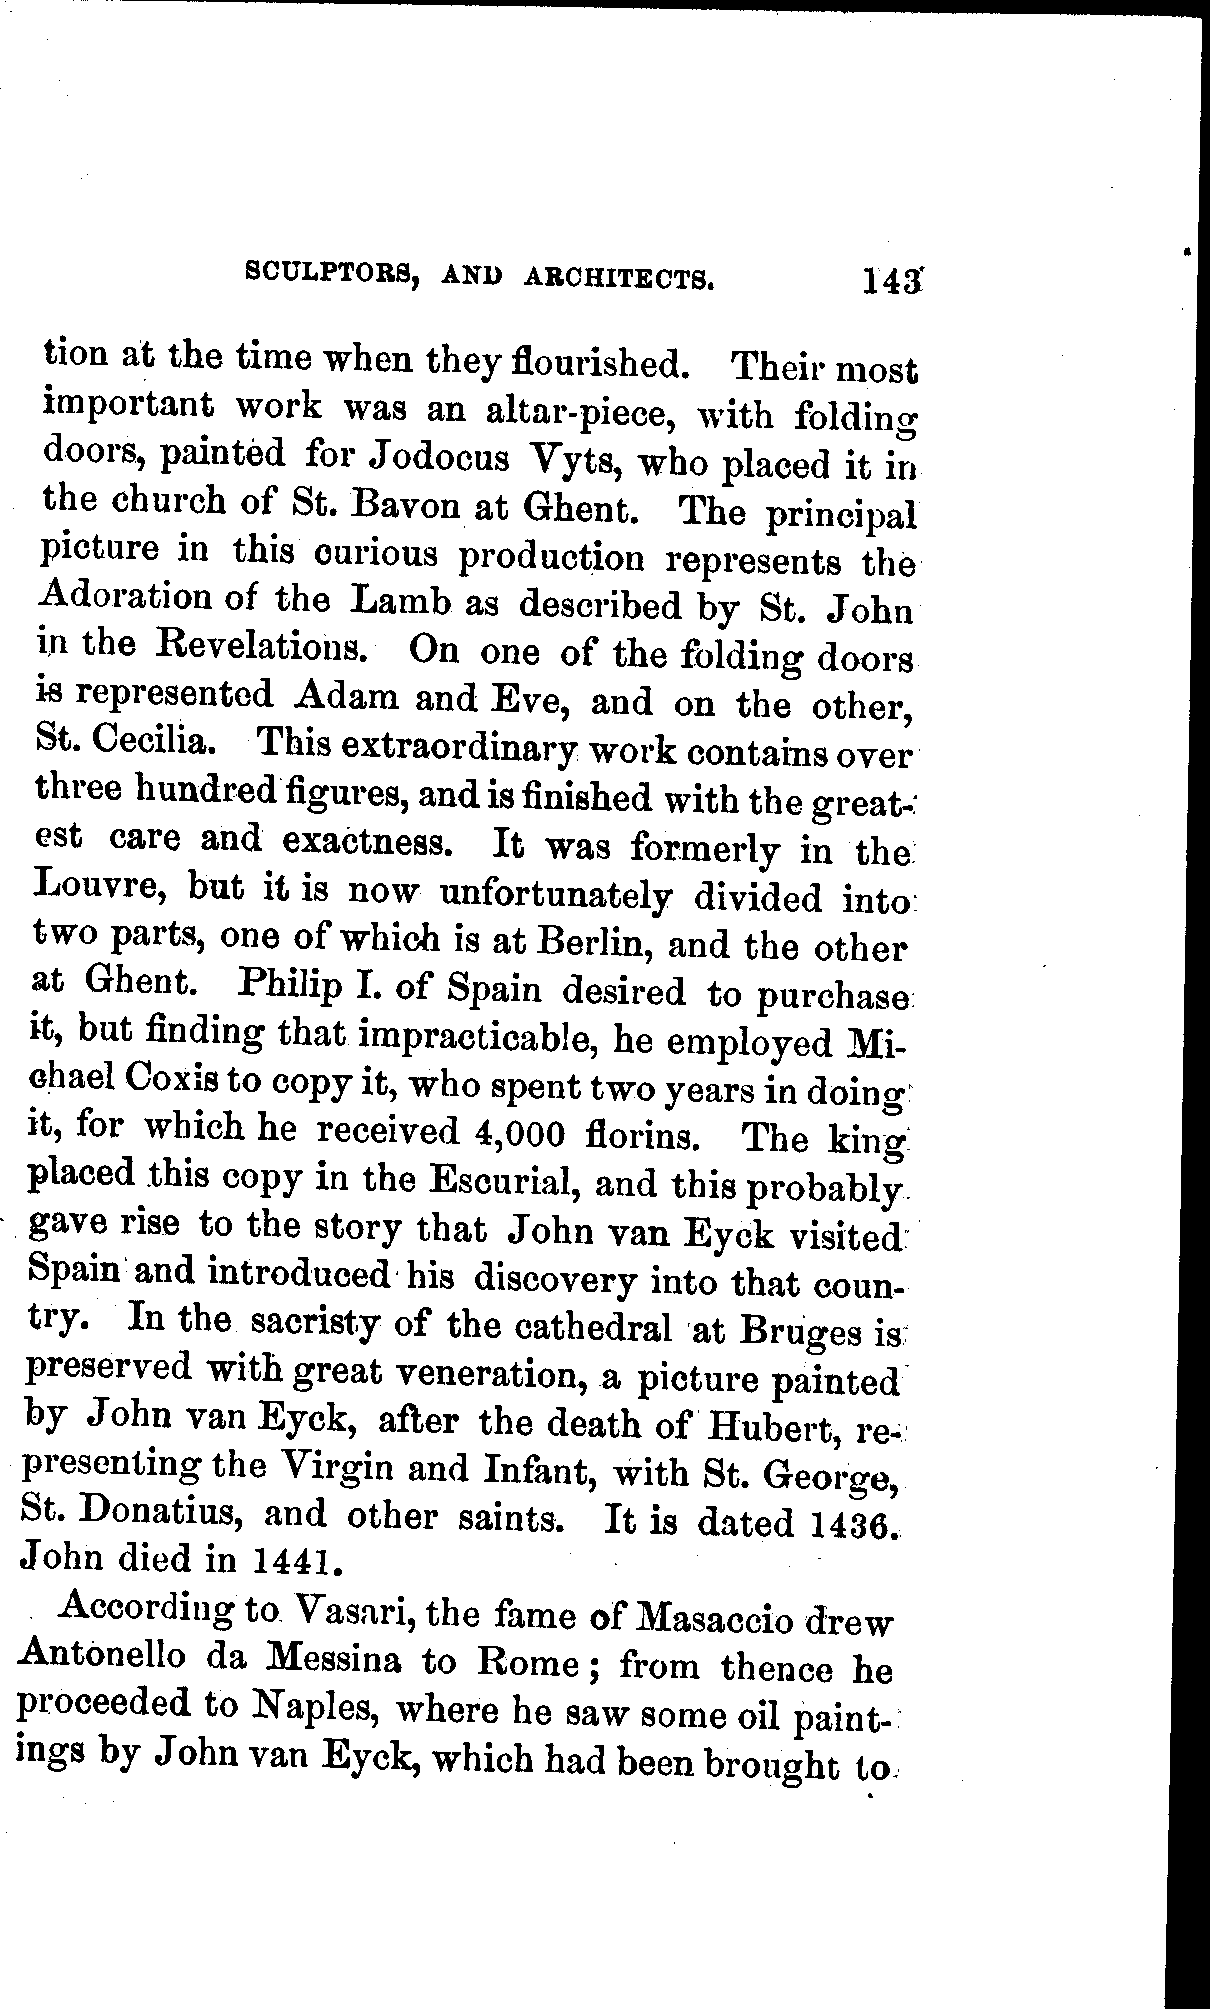 SCULPTORS, AND ARCHITECTS. 143
tion at the time when they flourished. Their most
important work was an altar-piece, with folding
doors, painted for Jodocus Vyts, who placed it in
the church of St. Bavon at Ghent. The principal
picture in this curious production represents the
Adoration of the Lamb as described by St. John
in the Revelations. On one of the folding doors
is represented Adam and Eve, and on the other,
St. Cecilia. This extraordinary work contains over
three hundred figures, and is finished with the great-
est care and exactness. It was formerly in the
Louvre, but it is now unfortunately divided into
two parts, one of which is at Berlin, and the other
at Ghent. Philip I. of Spain desired to purchase
it, but finding that impracticable, he employed Mi-
chael Coxis to copy it, who spent two years in doing
it, for which he received 4,000 florins. The king
placed this copy in the Escurial, and this probably
gave rise to the story that John van Eyck visited
Spain and introduced his discovery into that coun-
try. In the sacristy of the cathedral at Bruges is
preserved with great veneration, a picture painted
by John van Eyck, after the death of Hubert, re-
presenting the Virgin and Infant, with St. George,
St. Donatius, and other saints. It is dated 1436.
John died in 1441.
According to Vasari, the fame of Masaccio drew
Antonello da Messina to Rome; from thence he
proceeded to Naples, where he saw some oil paint-
ings by John van Eyck, which had been brought to